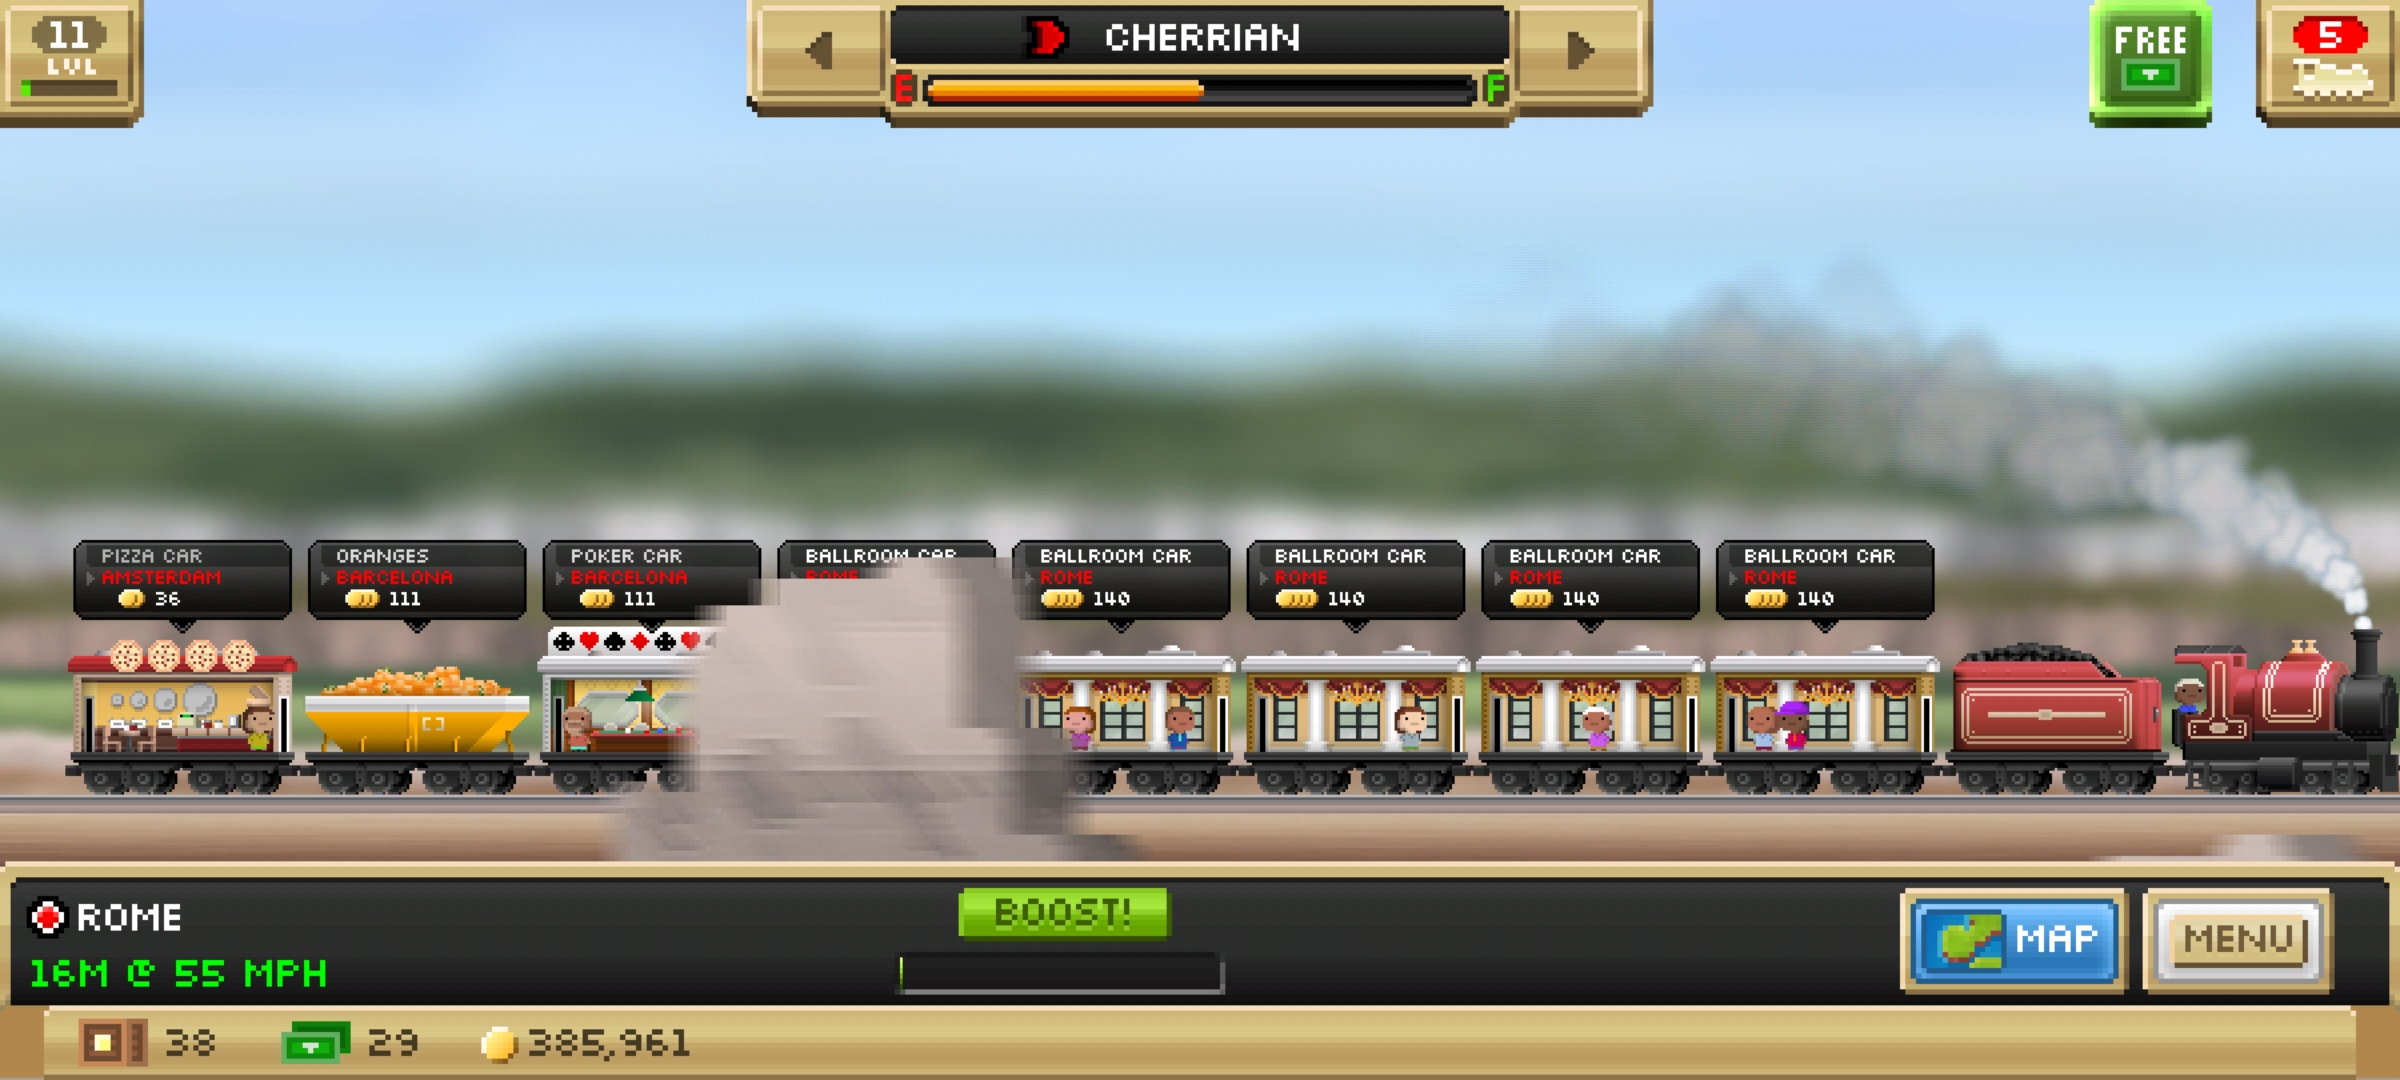 11
LVL
CHERRIAN
E F
FREE
5
PIZZA CAR
AMSTERDAM
36
ORANGES
BARCELONA
111
POKER CAR
BARCELONA
111
BALLROOM CAR
ROME
BALLROOM CAR
ROME
140
BALLROOM CAR
ROME
140
BALLROOM CAR
ROME
140
BALLROOM CAR
ROME
140
ROME
16M @ 55 MPH
BOOST!
MAP
MENU
38
29
385,961